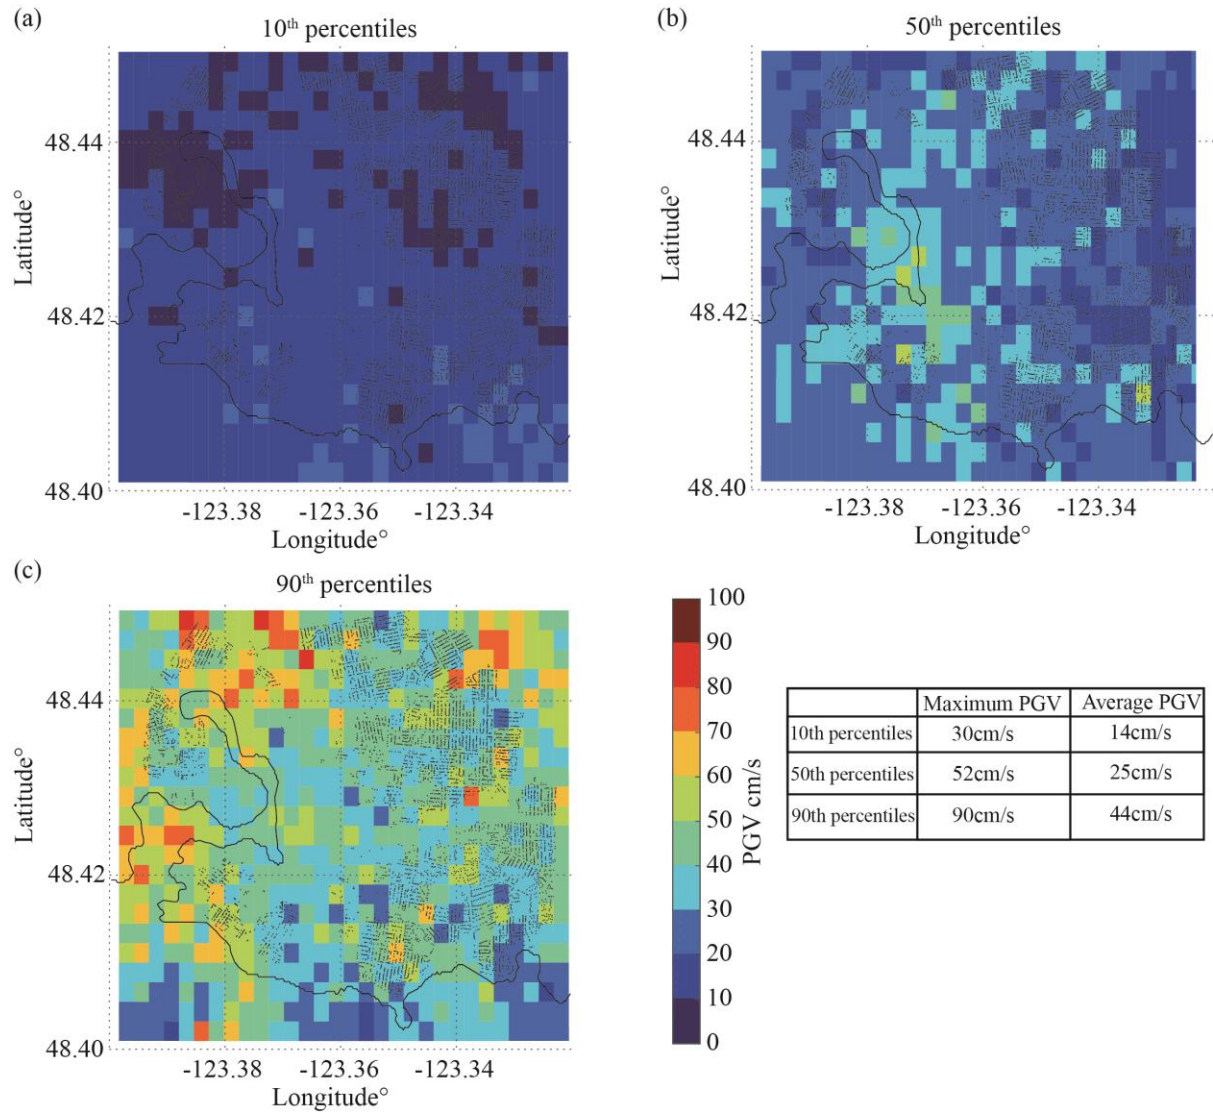 (a)
10th percentiles
48.44
48.42
48.40
Latitude°
-123.38 -123.36 -123.34
Longitude°
(b)
50th percentiles
48.44
48.42
48.40
Latitude°
-123.38 -123.36 -123.34
Longitude°
(c)
90th percentiles
48.44
48.42
48.40
Latitude°
-123.38 -123.36 -123.34
Longitude°
100
90
80
70
60
50
40
30
20
10
0
PGV cm/s
Maximum PGV Average PGV
10th percentiles 30cm/s 14cm/s
50th percentiles 52cm/s 25cm/s
90th percentiles 90cm/s 44cm/s